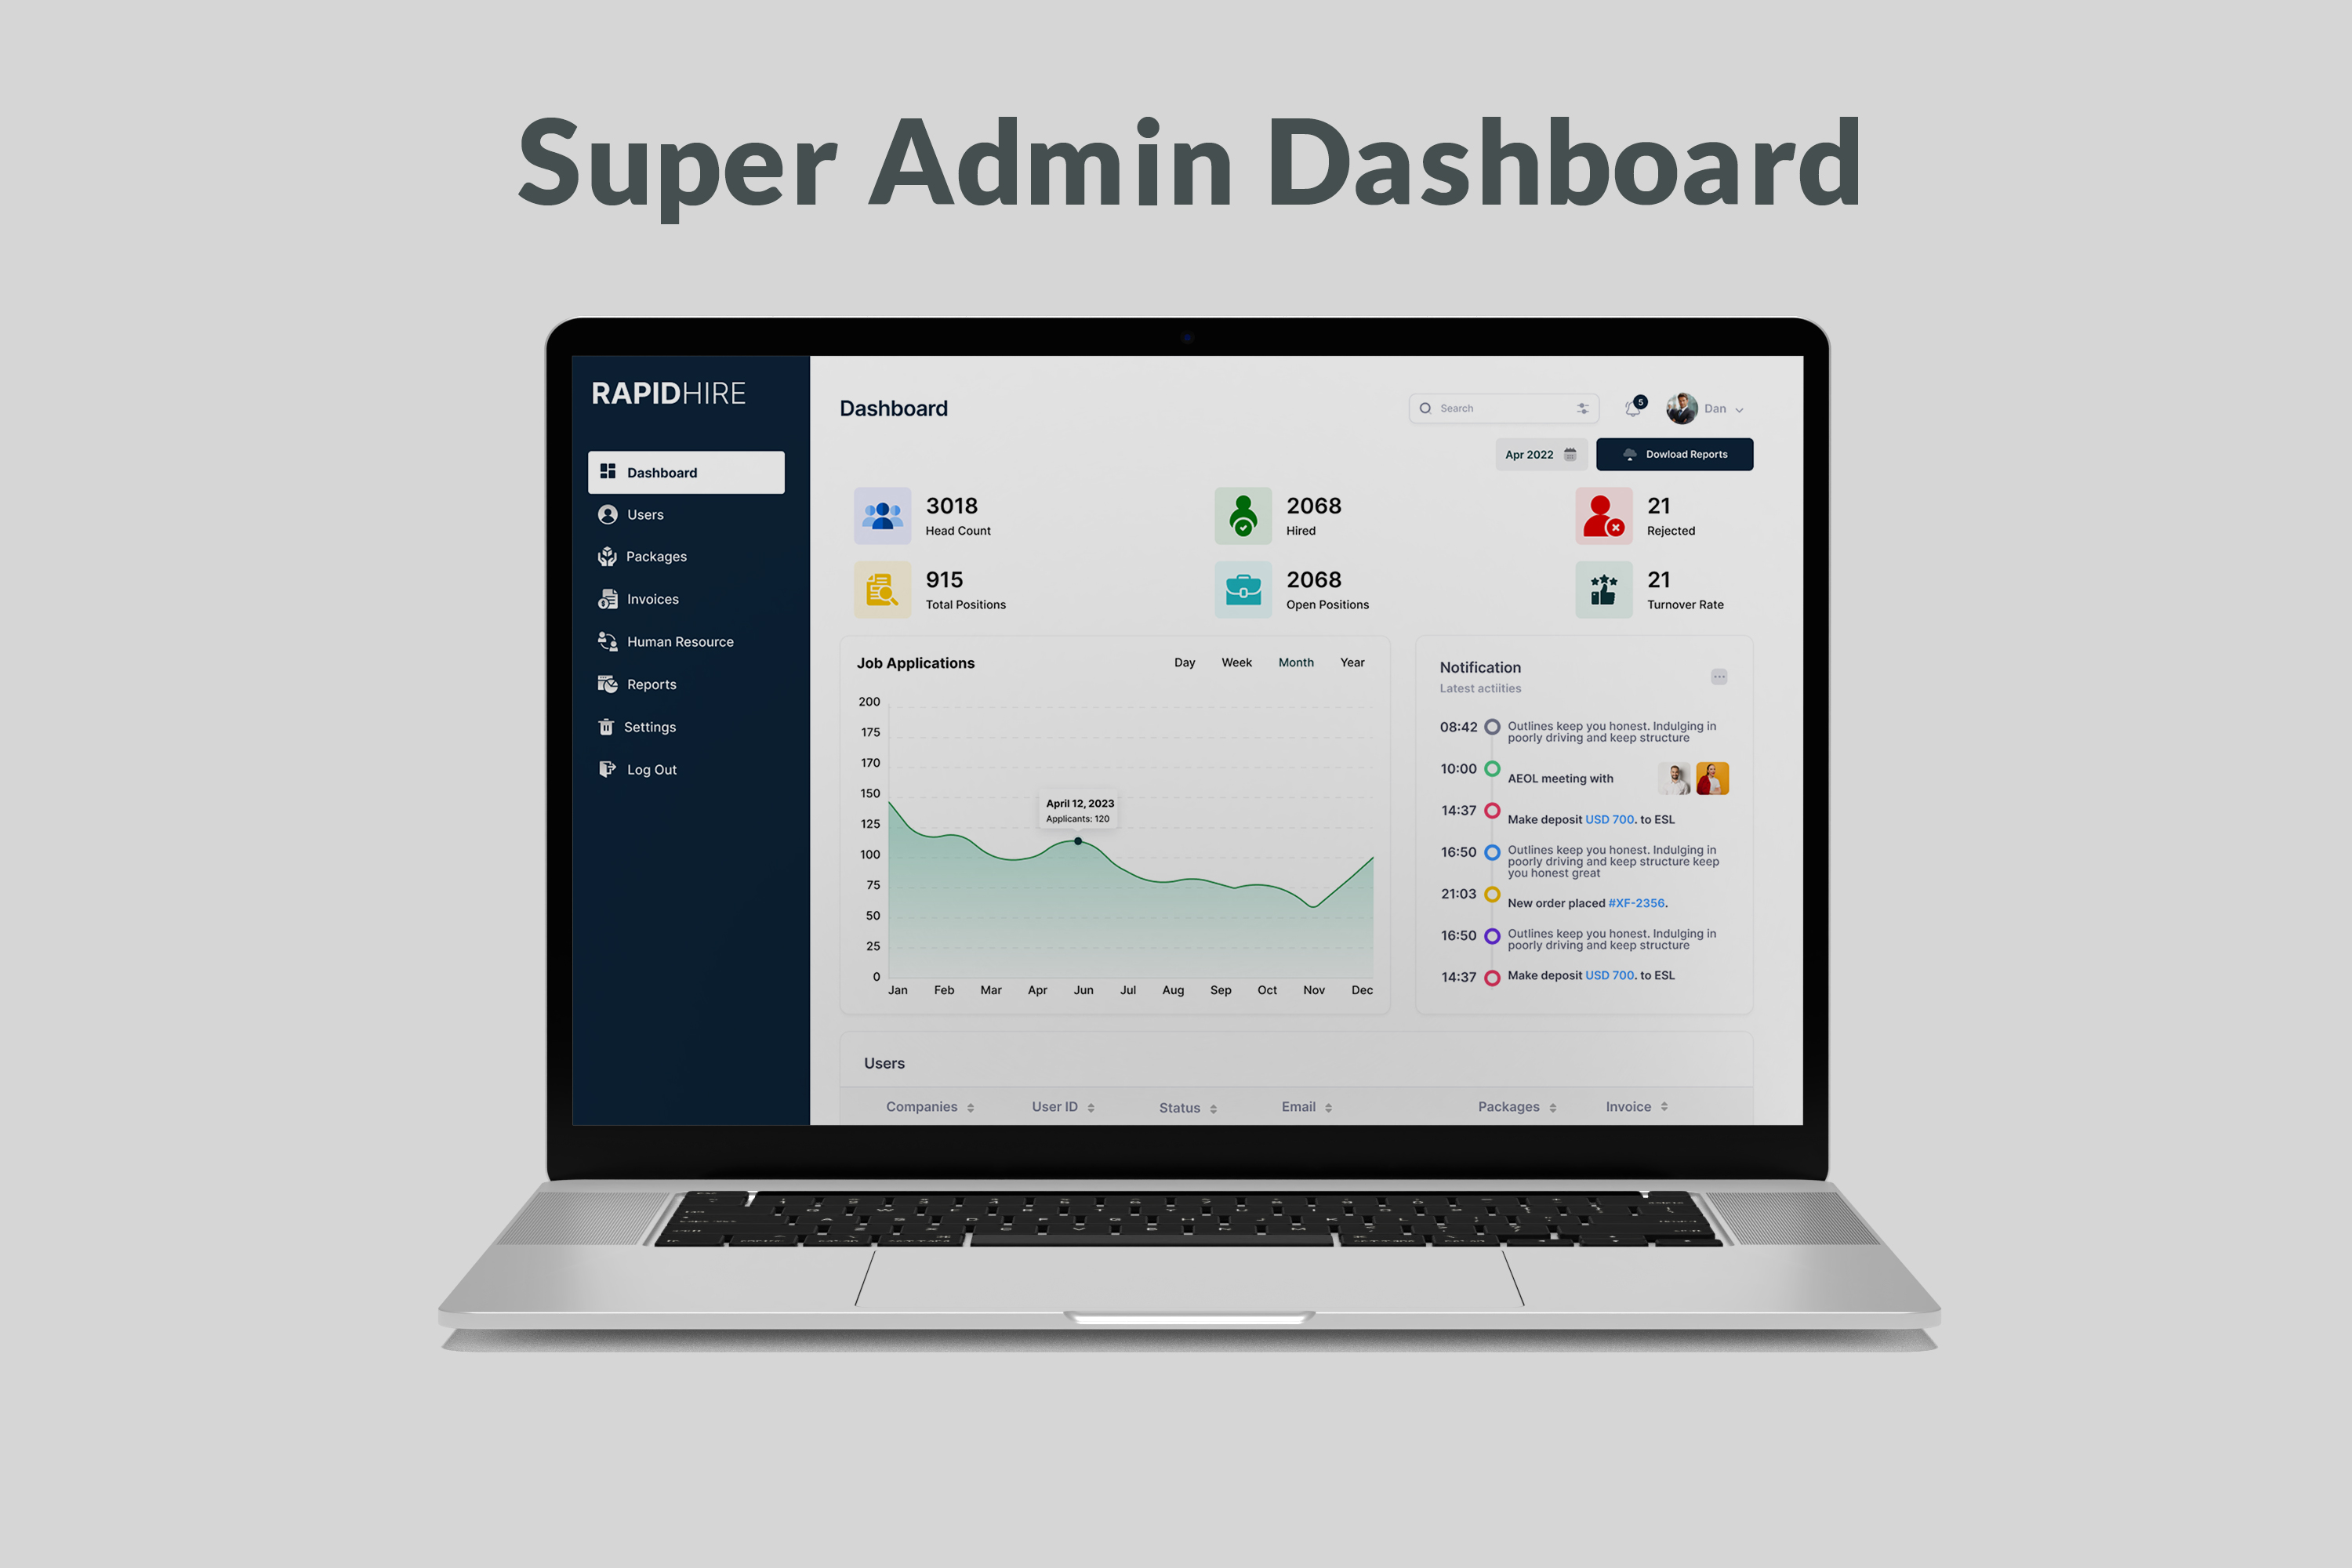 Super Admin Dashboard
RAPIDHIRE
Dashboard
Users
Packages
Invoices
Human Resource
Reports
Settings
Log Out
Dashboard
Search
5
Dan
Apr 2022
Dowload Reports
3018
Head Count
2068
Hired
21
Rejected
915
Total Positions
2068
Open Positions
21
Turnover Rate
Job Applications
Day Week Month Year
200
175
170
150
125
100
75
50
25
0
April 12, 2023
Applicants: 120
Jan Feb Mar Apr Jun Jul Aug Sep Oct Nov Dec
Notification
Latest actiities
08:42 Outlines keep you honest. Indulging in
poorly driving and keep structure
10:00 AEOL meeting with
14:37 Make deposit USD 700. to ESL
16:50 Outlines keep you honest. Indulging in
poorly driving and keep structure keep
you honest great
21:03 New order placed #XF-2356.
16:50 Outlines keep you honest. Indulging in
poorly driving and keep structure
14:37 Make deposit USD 700. to ESL
Users
Companies User ID Status Email Packages Invoice